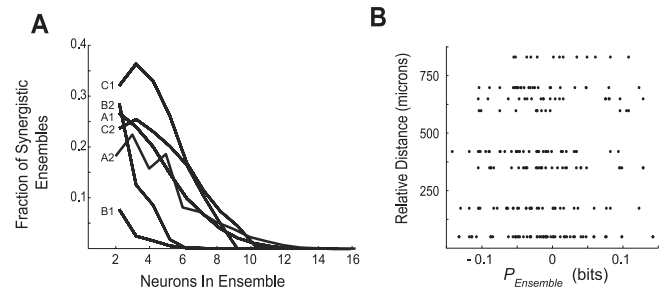 A
B
Fraction of Synergistic
Ensembles
0.4
0.3
0.2
0.1
C1
B2
A1
C2
A2
B1
2 4 6 8 10 12 14 16
Neurons In Ensemble
Relative Distance (microns)
750
500
250
- 0.1 0 0.1
P Ensemble (bits)